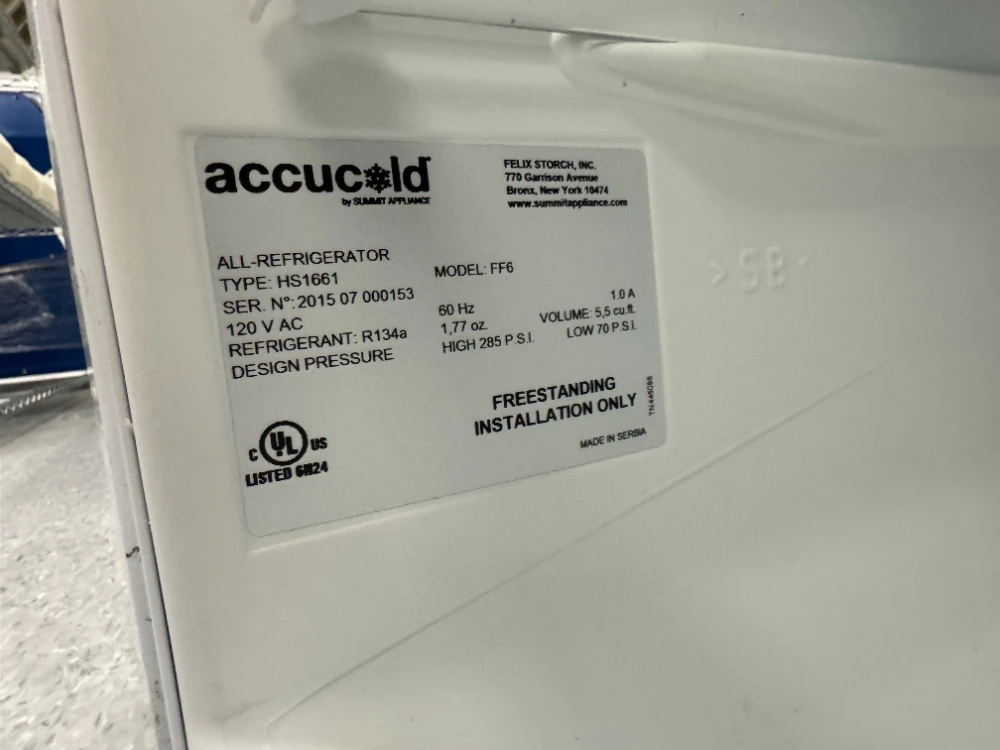 accucold
by SUMMIT APPLIANCE
FELIX STORCH, INC.
770 Garrison Avenue
Bronx, New York 10474
www.summitappliance.com
ALL-REFRIGERATOR
TYPE: HS1661 MODEL: FF6
SER. N°: 2015 07 000153
120 V AC 60 Hz 1.0 A
REFRIGERANT: R134a 1,77 oz. VOLUME: 5,5 cu.ft.
DESIGN PRESSURE HIGH 285 P.S.I. LOW 70 P.S.I.
FREESTANDING
INSTALLATION ONLY
MADE IN SERBIA
C UL US
LISTED
>SB<